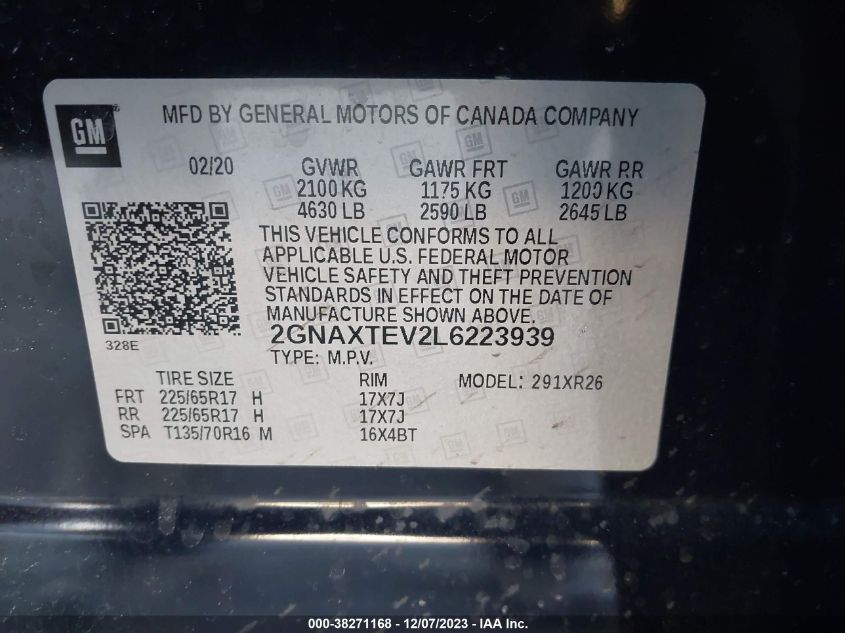 GM
MFD BY GENERAL MOTORS OF CANADA COMPANY
02/20 GVWR GAWR FRT GAWR RR
2100 KG 1175 KG 1200 KG
4630 LB 2590 LB 2645 LB
THIS VEHICLE CONFORMS TO ALL
APPLICABLE U.S. FEDERAL MOTOR
VEHICLE SAFETY AND THEFT PREVENTION
STANDARDS IN EFFECT ON THE DATE OF
MANUFACTURE SHOWN ABOVE.
2GNAXTEV2L6223939
328E
TYPE: M.P.V.
TIRE SIZE RIM MODEL: 291XR26
FRT 225/65R17 H 17X7J
RR 225/65R17 H 17X7J
SPA T135/70R16 M 16X4BT
000-38271168 - 12/07/2023 - IAA Inc.